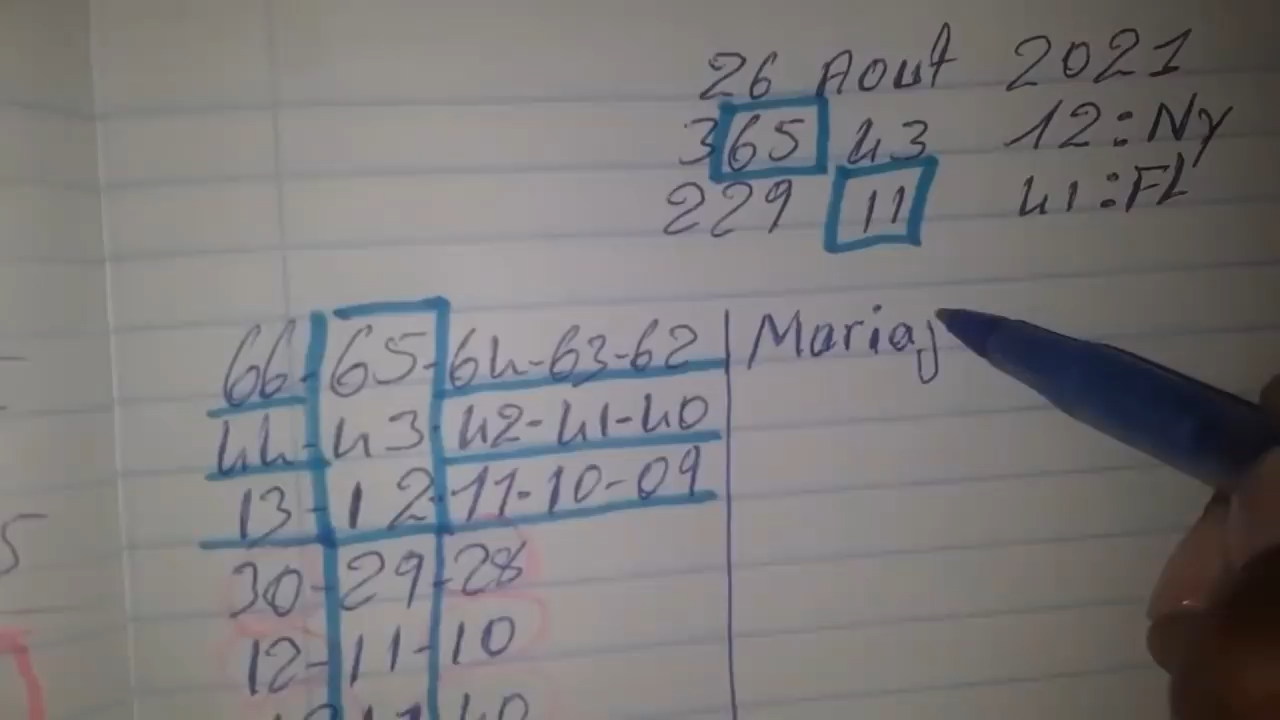 26 Aout 2021
365 43 12:Ny
229 11 41:FL
66-65-64-63-62 Mariaj
44-43-42-41-40
13-12-11-10-09
30-29-28
12-11-10
5